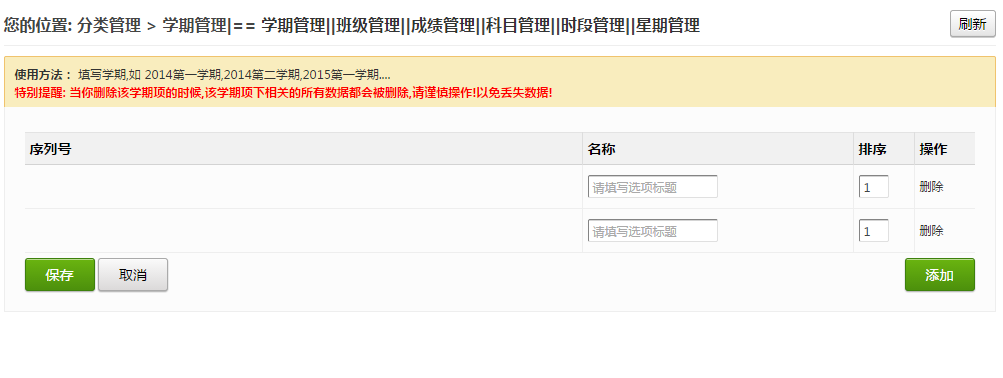 您的位置: 分类管理 > 学期管理|== 学期管理||班级管理||成绩管理||科目管理||时段管理||星期管理
刷新
使用方法： 填写学期,如 2014第一学期,2014第二学期,2015第一学期....
特别提醒: 当你删除该学期项的时候,该学期项下相关的所有数据都会被删除,请谨慎操作!以免丢失数据!
序列号 名称 排序 操作
请填写选项标题 1 删除
请填写选项标题 1 删除
保存 取消 添加